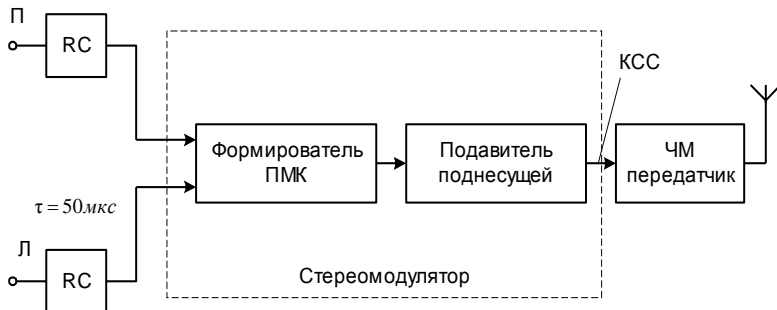 П
RC
КСС
Формирователь
ПМК
Подавитель
поднесущей
ЧМ
передатчик
τ = 50мкс
Л
RC
Стереомодулятор